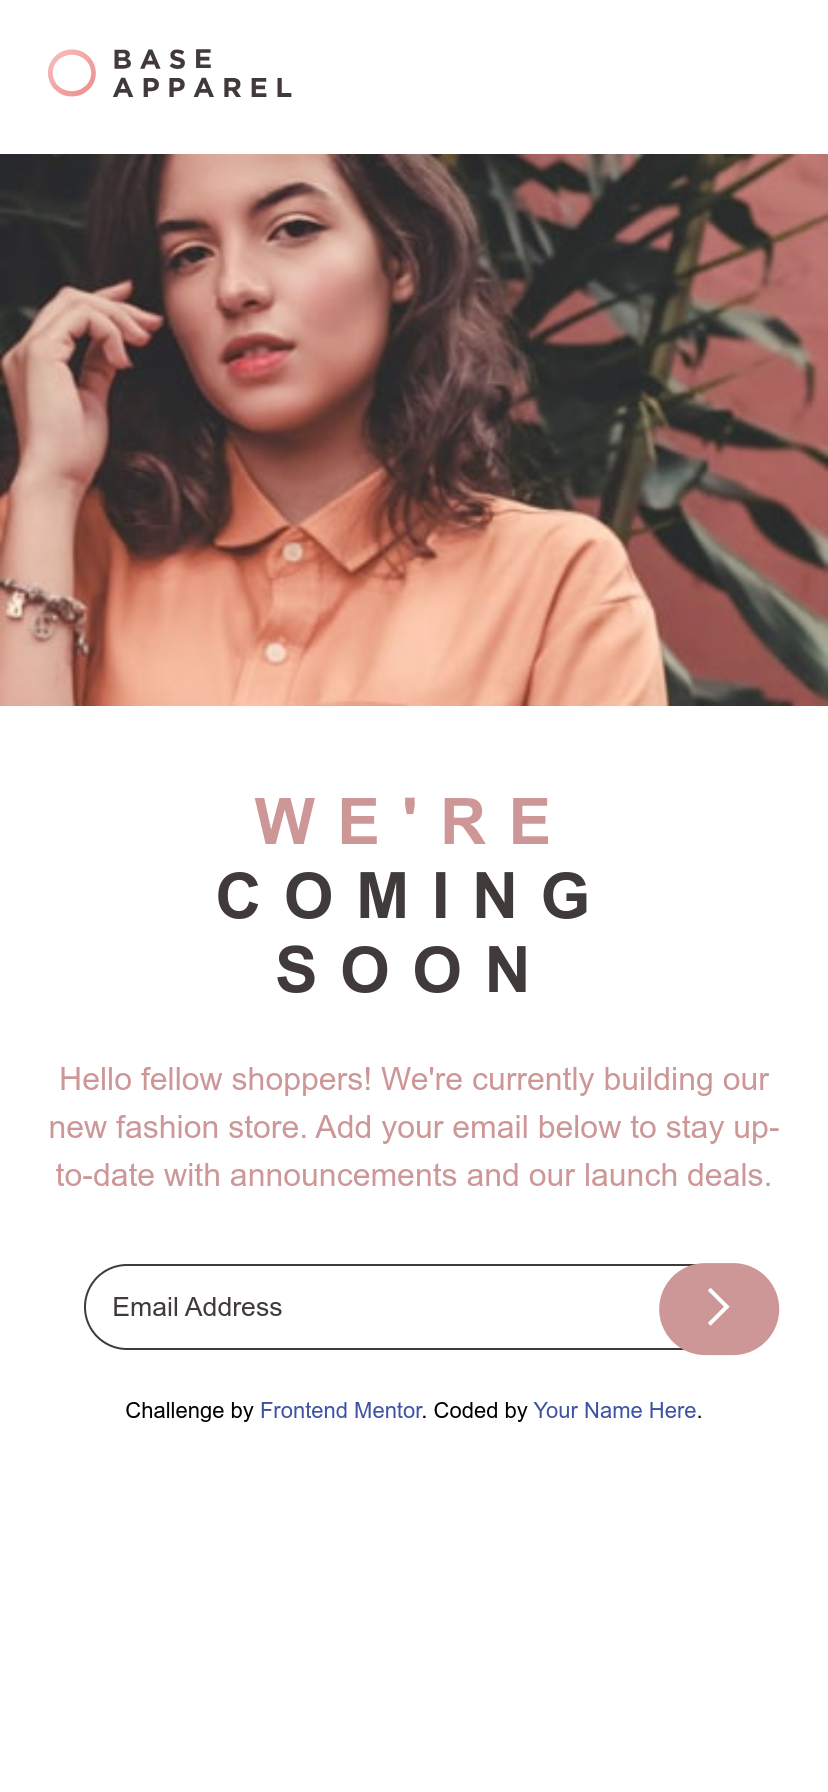 BASE
APPAREL
WE'RE
COMING
SOON
Hello fellow shoppers! We're currently building our
new fashion store. Add your email below to stay up-
to-date with announcements and our launch deals.
Email Address
Challenge by Frontend Mentor. Coded by Your Name Here.